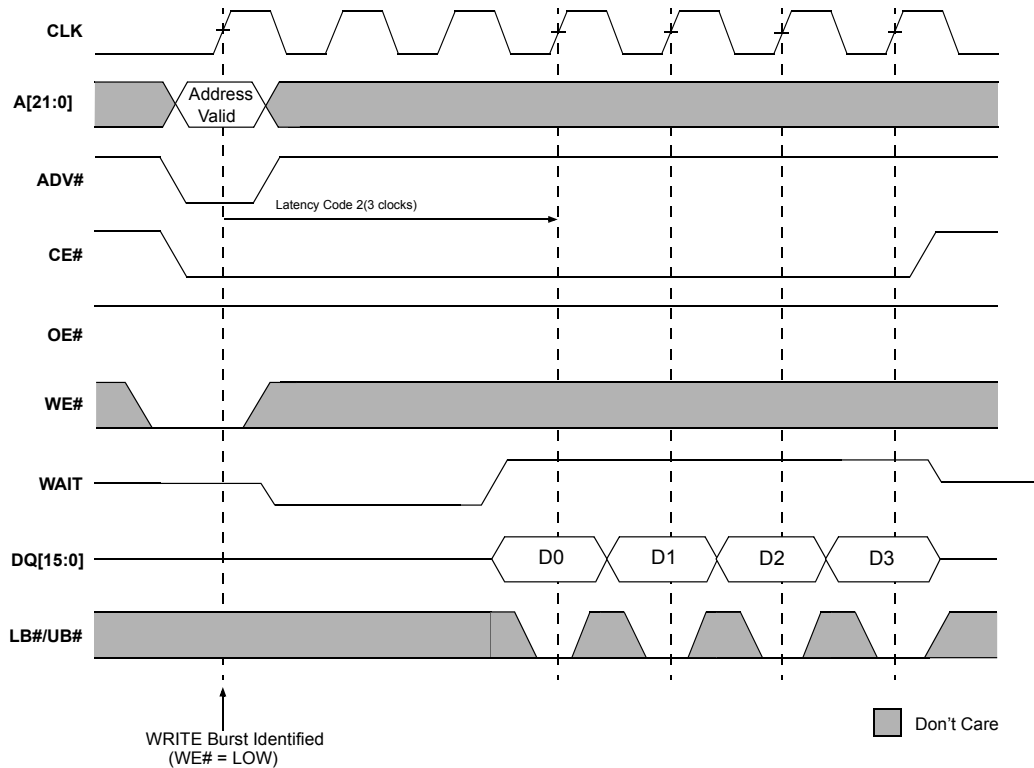 CLK
A[21:0]
Address
Valid
ADV#
Latency Code 2(3 clocks)
CE#
OE#
WE#
WAIT
DQ[15:0]
D0
D1
D2
D3
LB#/UB#
Don't Care
WRITE Burst Identified
(WE# = LOW)